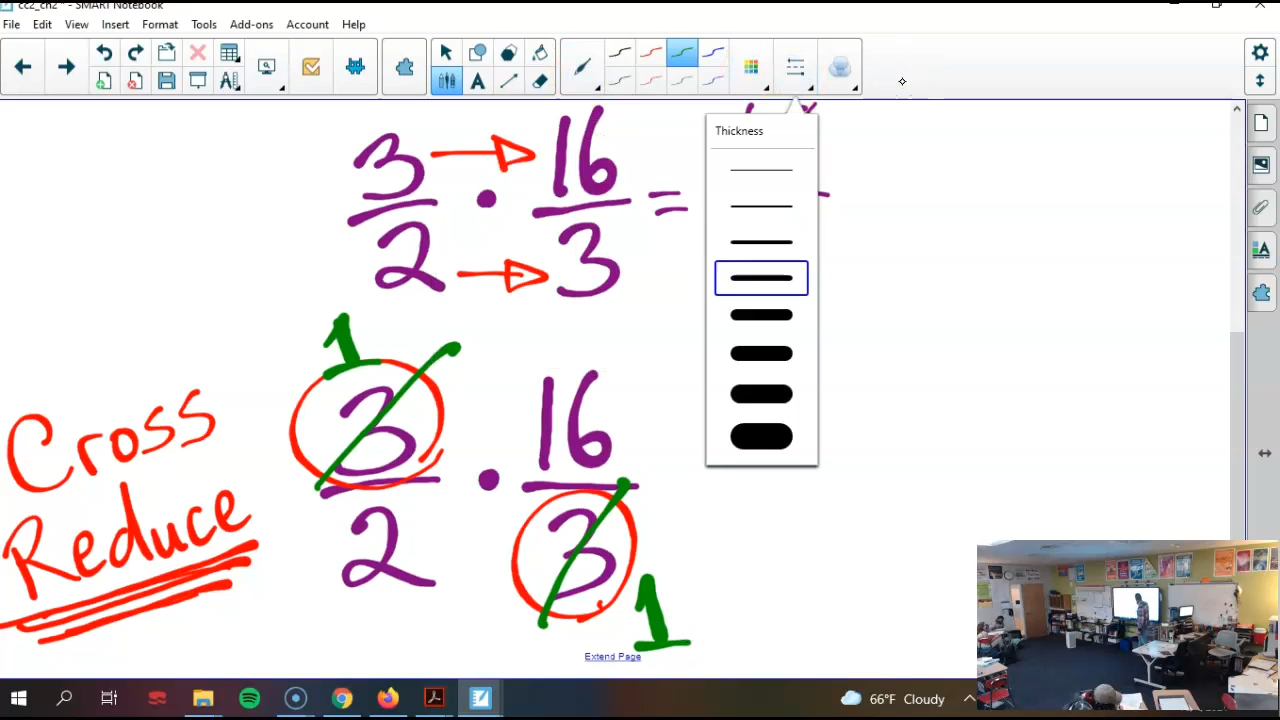 cc2_ch2 * - SMART Notebook
File Edit View Insert Format Tools Add-ons Account Help
Thickness
3/2 · 16/3 =
1
3/2 · 16/3
1
Cross
Reduce
Extend Page
66°F Cloudy